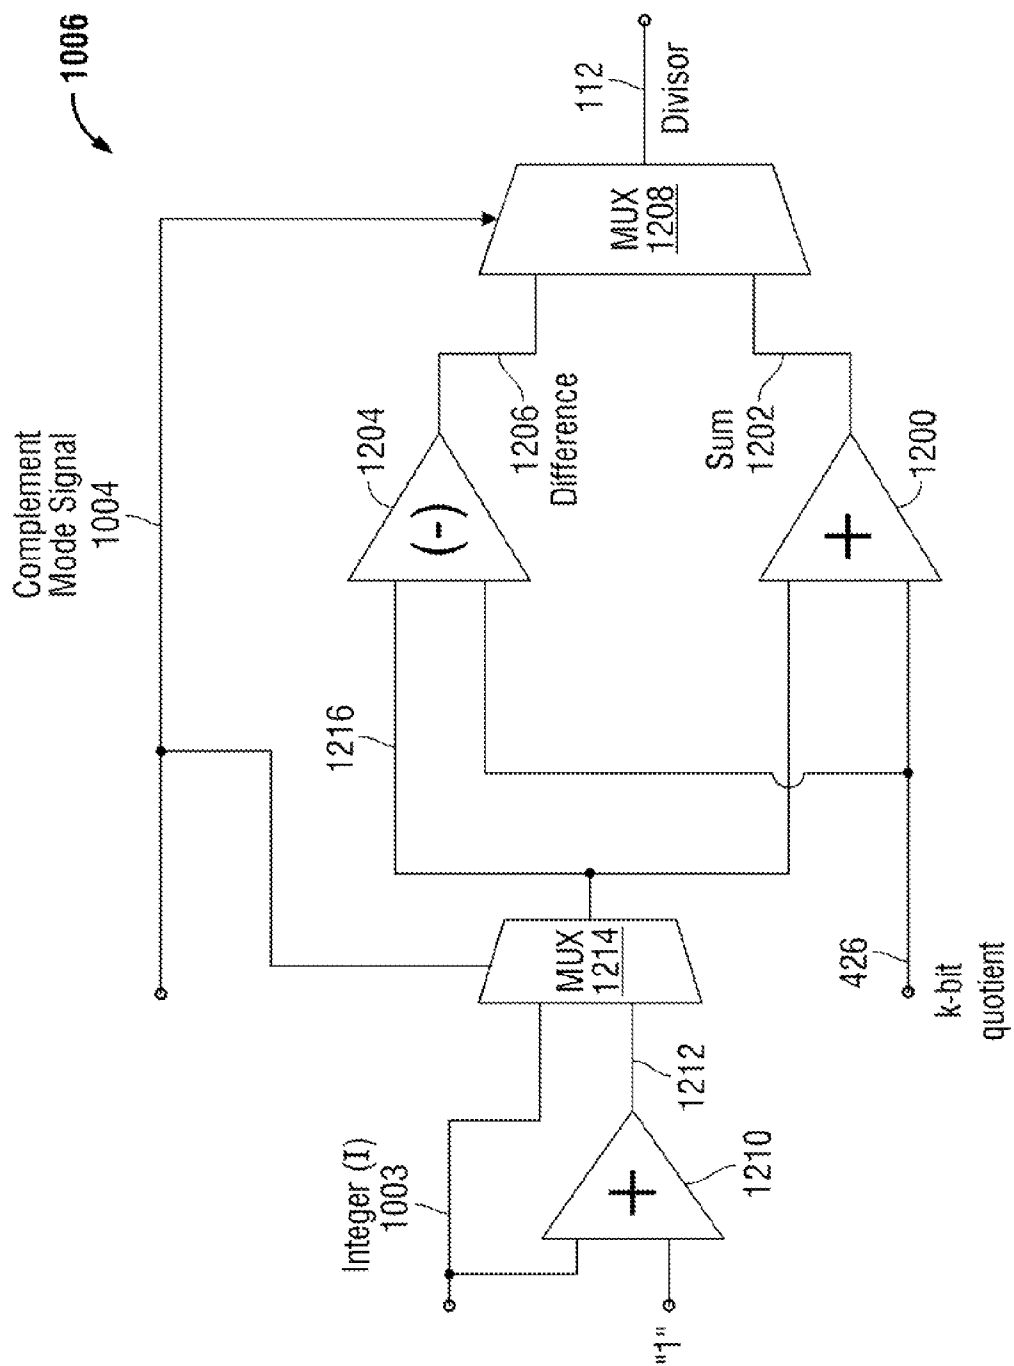 1006
Complement
Mode Signal
1004
112
Divisor
MUX
1208
1204
(-)
1206
Difference
Sum
1202
1200
+
1216
MUX
1214
426
k-bit
quotient
Integer (I)
1003
1212
1210
+
"1"